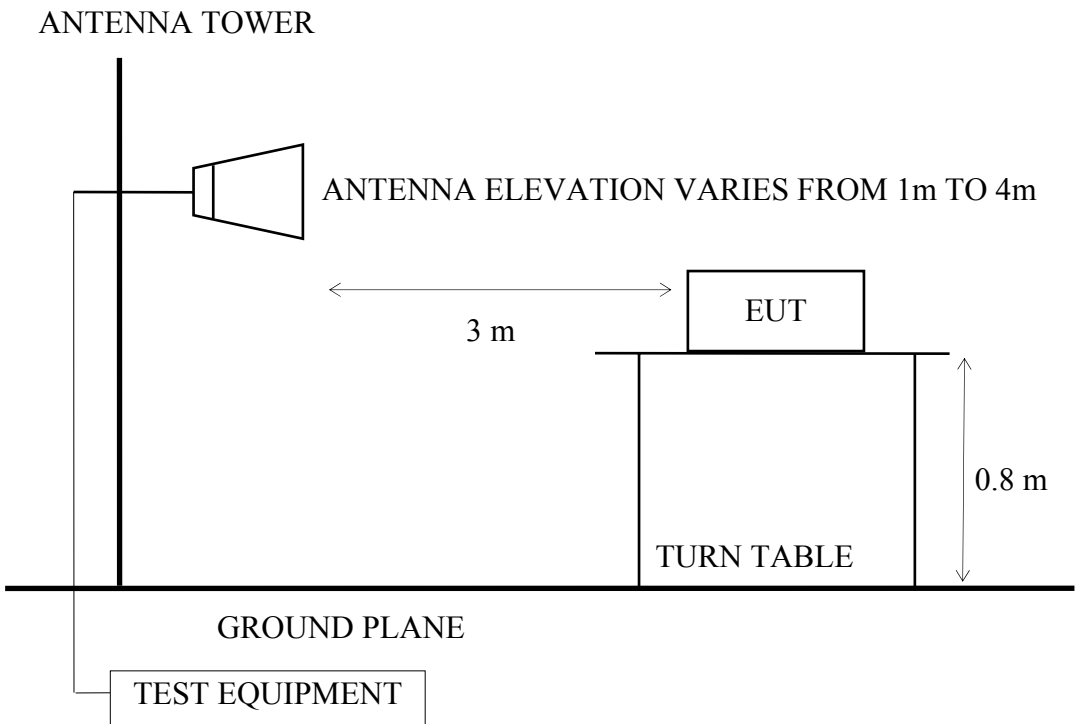 ANTENNA TOWER
ANTENNA ELEVATION VARIES FROM 1m TO 4m
EUT
3 m
0.8 m
TURN TABLE
GROUND PLANE
TEST EQUIPMENT